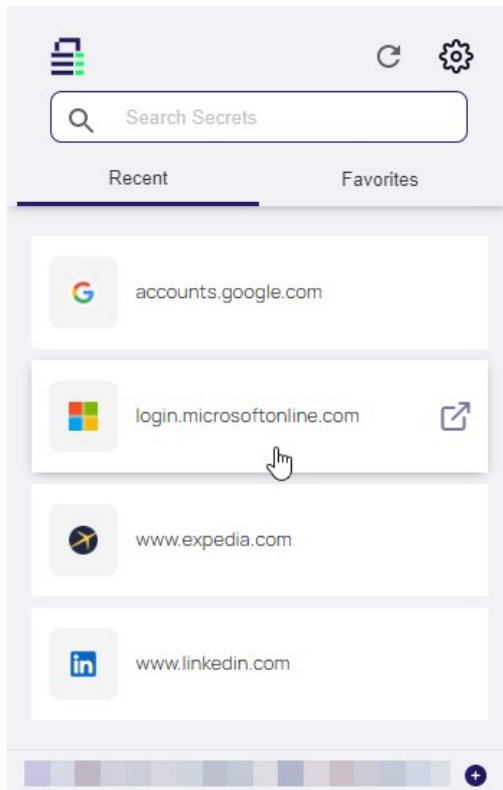 Search Secrets
Recent Favorites
accounts.google.com
login.microsoftonline.com
www.expedia.com
www.linkedin.com